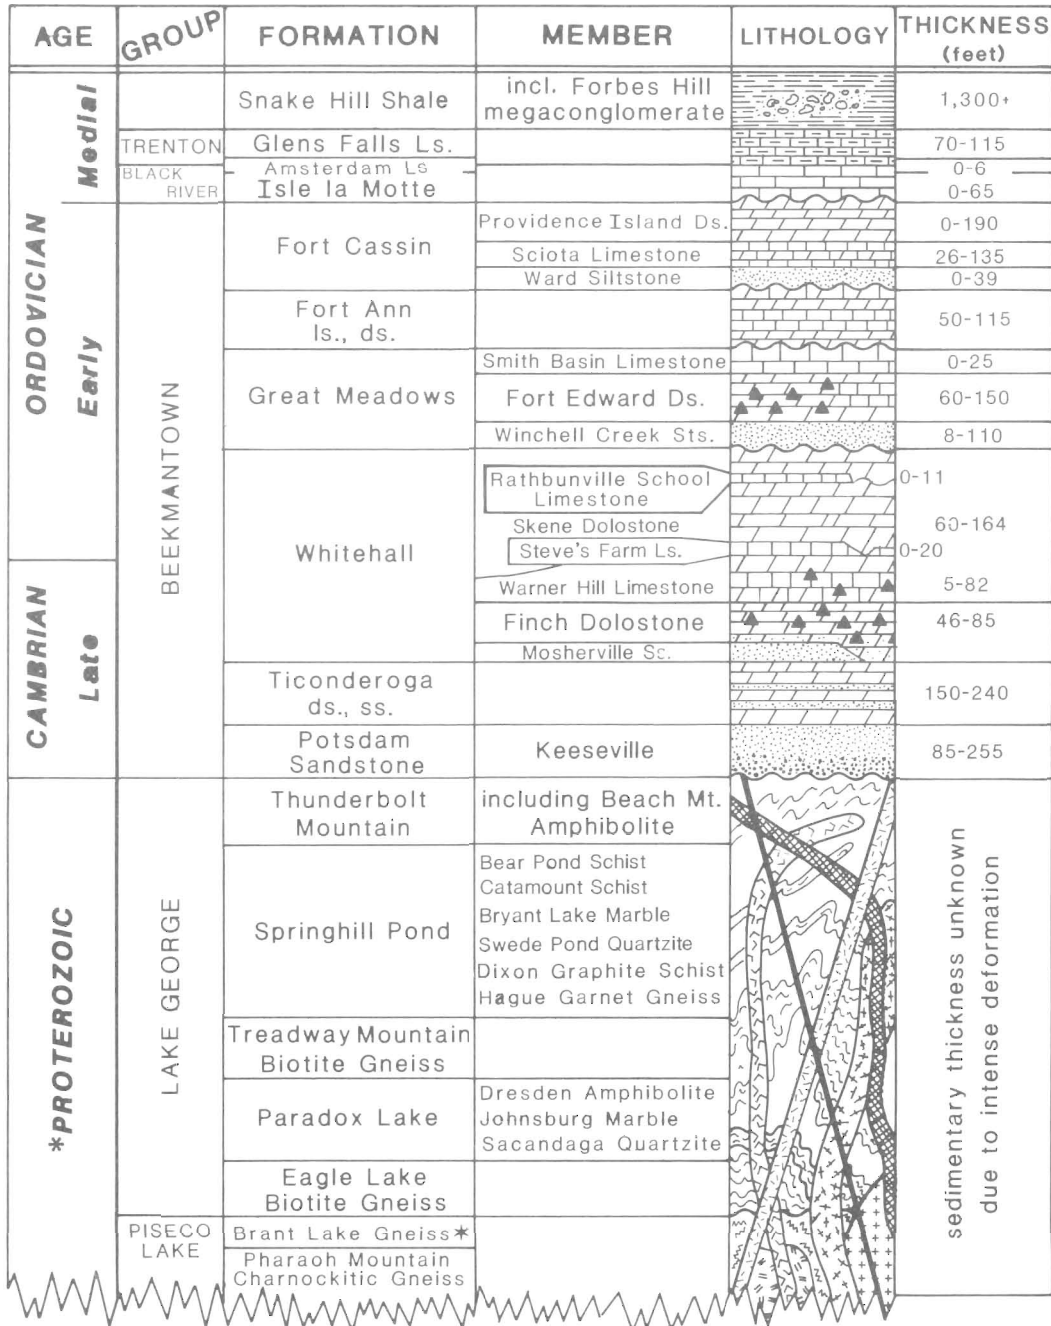 AGE
GROUP
FORMATION
MEMBER
LITHOLOGY
THICKNESS
(feet)
ORDOVICIAN
Medial
Early
CAMBRIAN
Late
*PROTEROZOIC
TRENTON
BLACK
RIVER
BEEKMANTOWN
LAKE GEORGE
PISECO
LAKE
Snake Hill Shale
incl. Forbes Hill
megaconglomerate
1,300+
Glens Falls Ls.
70-115
Amsterdam Ls
0-6
Isle la Motte
0-65
Fort Cassin
Providence Island Ds.
0-190
Sciota Limestone
26-135
Ward Siltstone
0-39
Fort Ann
ls., ds.
50-115
Great Meadows
Smith Basin Limestone
0-25
Fort Edward Ds.
60-150
Winchell Creek Sts.
8-110
Whitehall
Rathbunville School
Limestone
0-11
Skene Dolostone
60-164
Steve's Farm Ls.
0-20
Warner Hill Limestone
5-82
Finch Dolostone
46-85
Mosherville Ss.
Ticonderoga
ds., ss.
150-240
Potsdam
Sandstone
Keeseville
85-255
Thunderbolt
Mountain
including Beach Mt.
Amphibolite
Springhill Pond
Bear Pond Schist
Catamount Schist
Bryant Lake Marble
Swede Pond Quartzite
Dixon Graphite Schist
Hague Garnet Gneiss
Treadway Mountain
Biotite Gneiss
Paradox Lake
Dresden Amphibolite
Johnsburg Marble
Sacandaga Quartzite
Eagle Lake
Biotite Gneiss
Brant Lake Gneiss*
Pharaoh Mountain
Charnockitic Gneiss
sedimentary thickness unknown
due to intense deformation